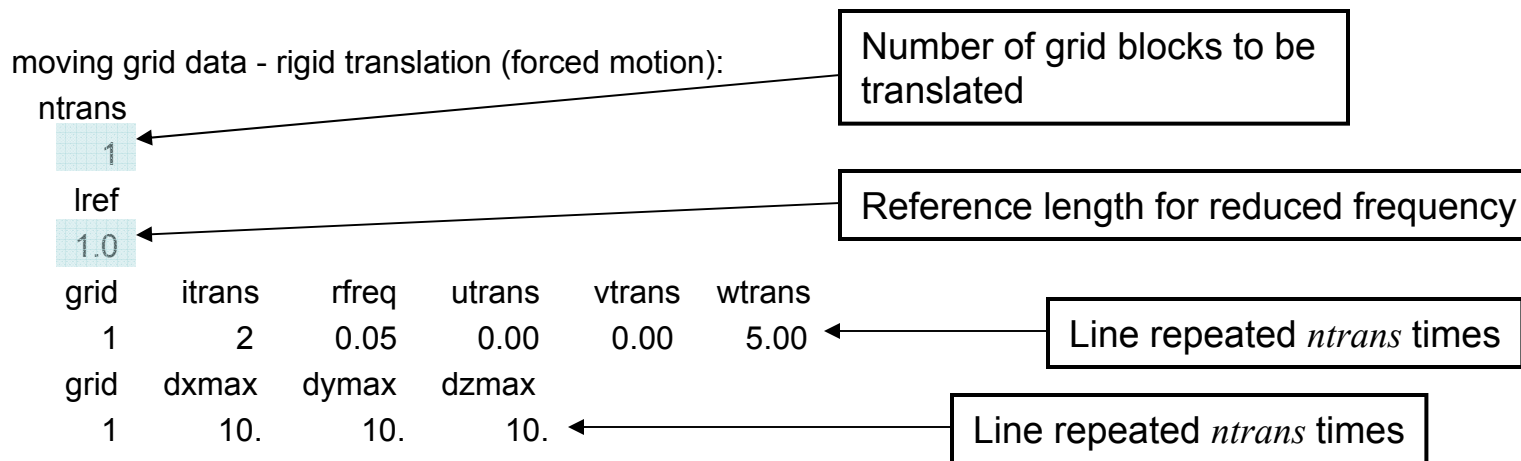 moving grid data - rigid translation (forced motion):
Number of grid blocks to be
translated
ntrans
1
lref
Reference length for reduced frequency
1.0
grid itrans rfreq utrans vtrans wtrans
1 2 0.05 0.00 0.00 5.00
Line repeated ntrans times
grid dxmax dymax dzmax
1 10. 10. 10.
Line repeated ntrans times